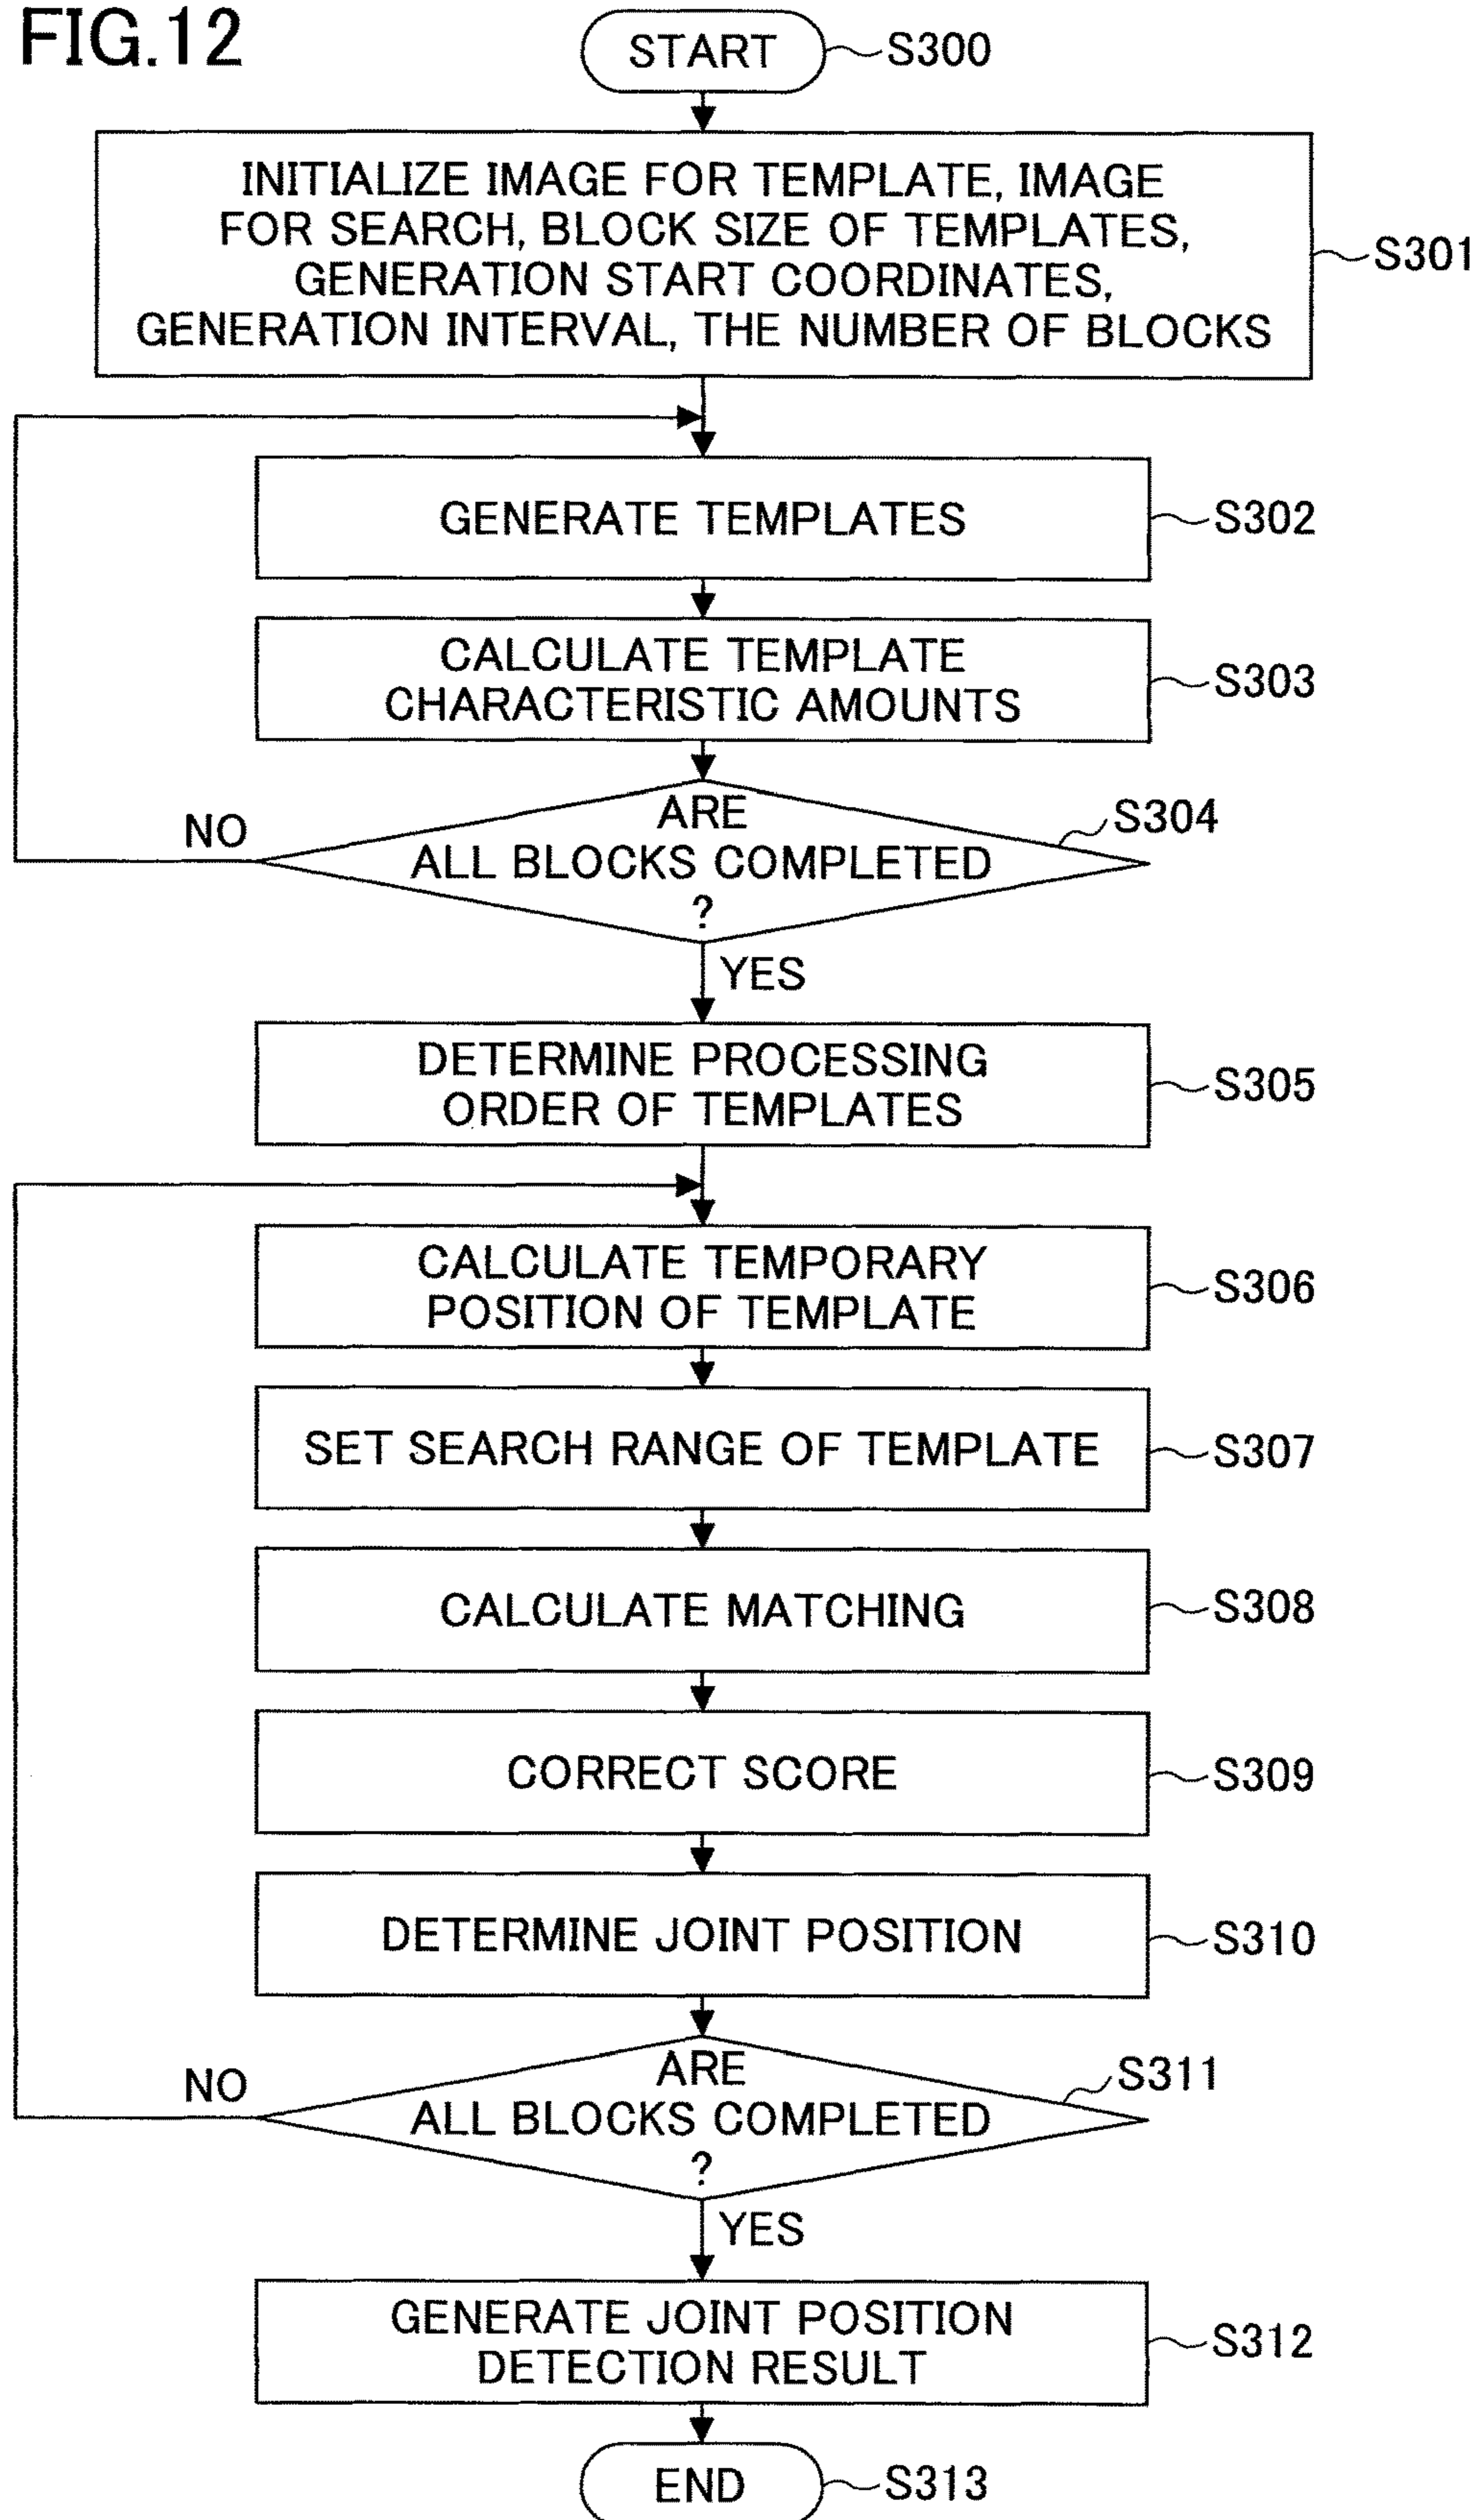 FIG.12
START
S300
INITIALIZE IMAGE FOR TEMPLATE, IMAGE
FOR SEARCH, BLOCK SIZE OF TEMPLATES,
GENERATION START COORDINATES,
GENERATION INTERVAL, THE NUMBER OF BLOCKS
S301
GENERATE TEMPLATES
S302
CALCULATE TEMPLATE
CHARACTERISTIC AMOUNTS
S303
ARE
ALL BLOCKS COMPLETED
?
S304
NO
YES
DETERMINE PROCESSING
ORDER OF TEMPLATES
S305
CALCULATE TEMPORARY
POSITION OF TEMPLATE
S306
SET SEARCH RANGE OF TEMPLATE
S307
CALCULATE MATCHING
S308
CORRECT SCORE
S309
DETERMINE JOINT POSITION
S310
ARE
ALL BLOCKS COMPLETED
?
S311
NO
YES
GENERATE JOINT POSITION
DETECTION RESULT
S312
END
S313